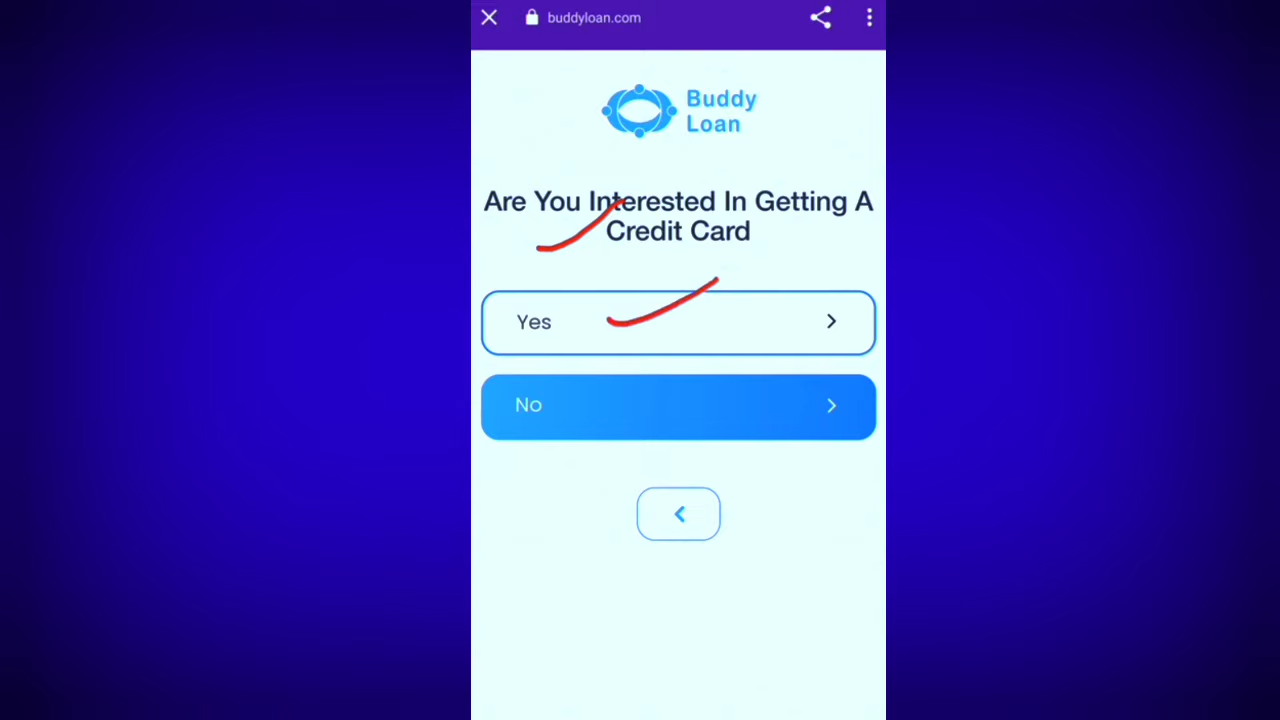 buddyloan.com
Buddy
Loan
Are You Interested In Getting A
Credit Card
Yes
No